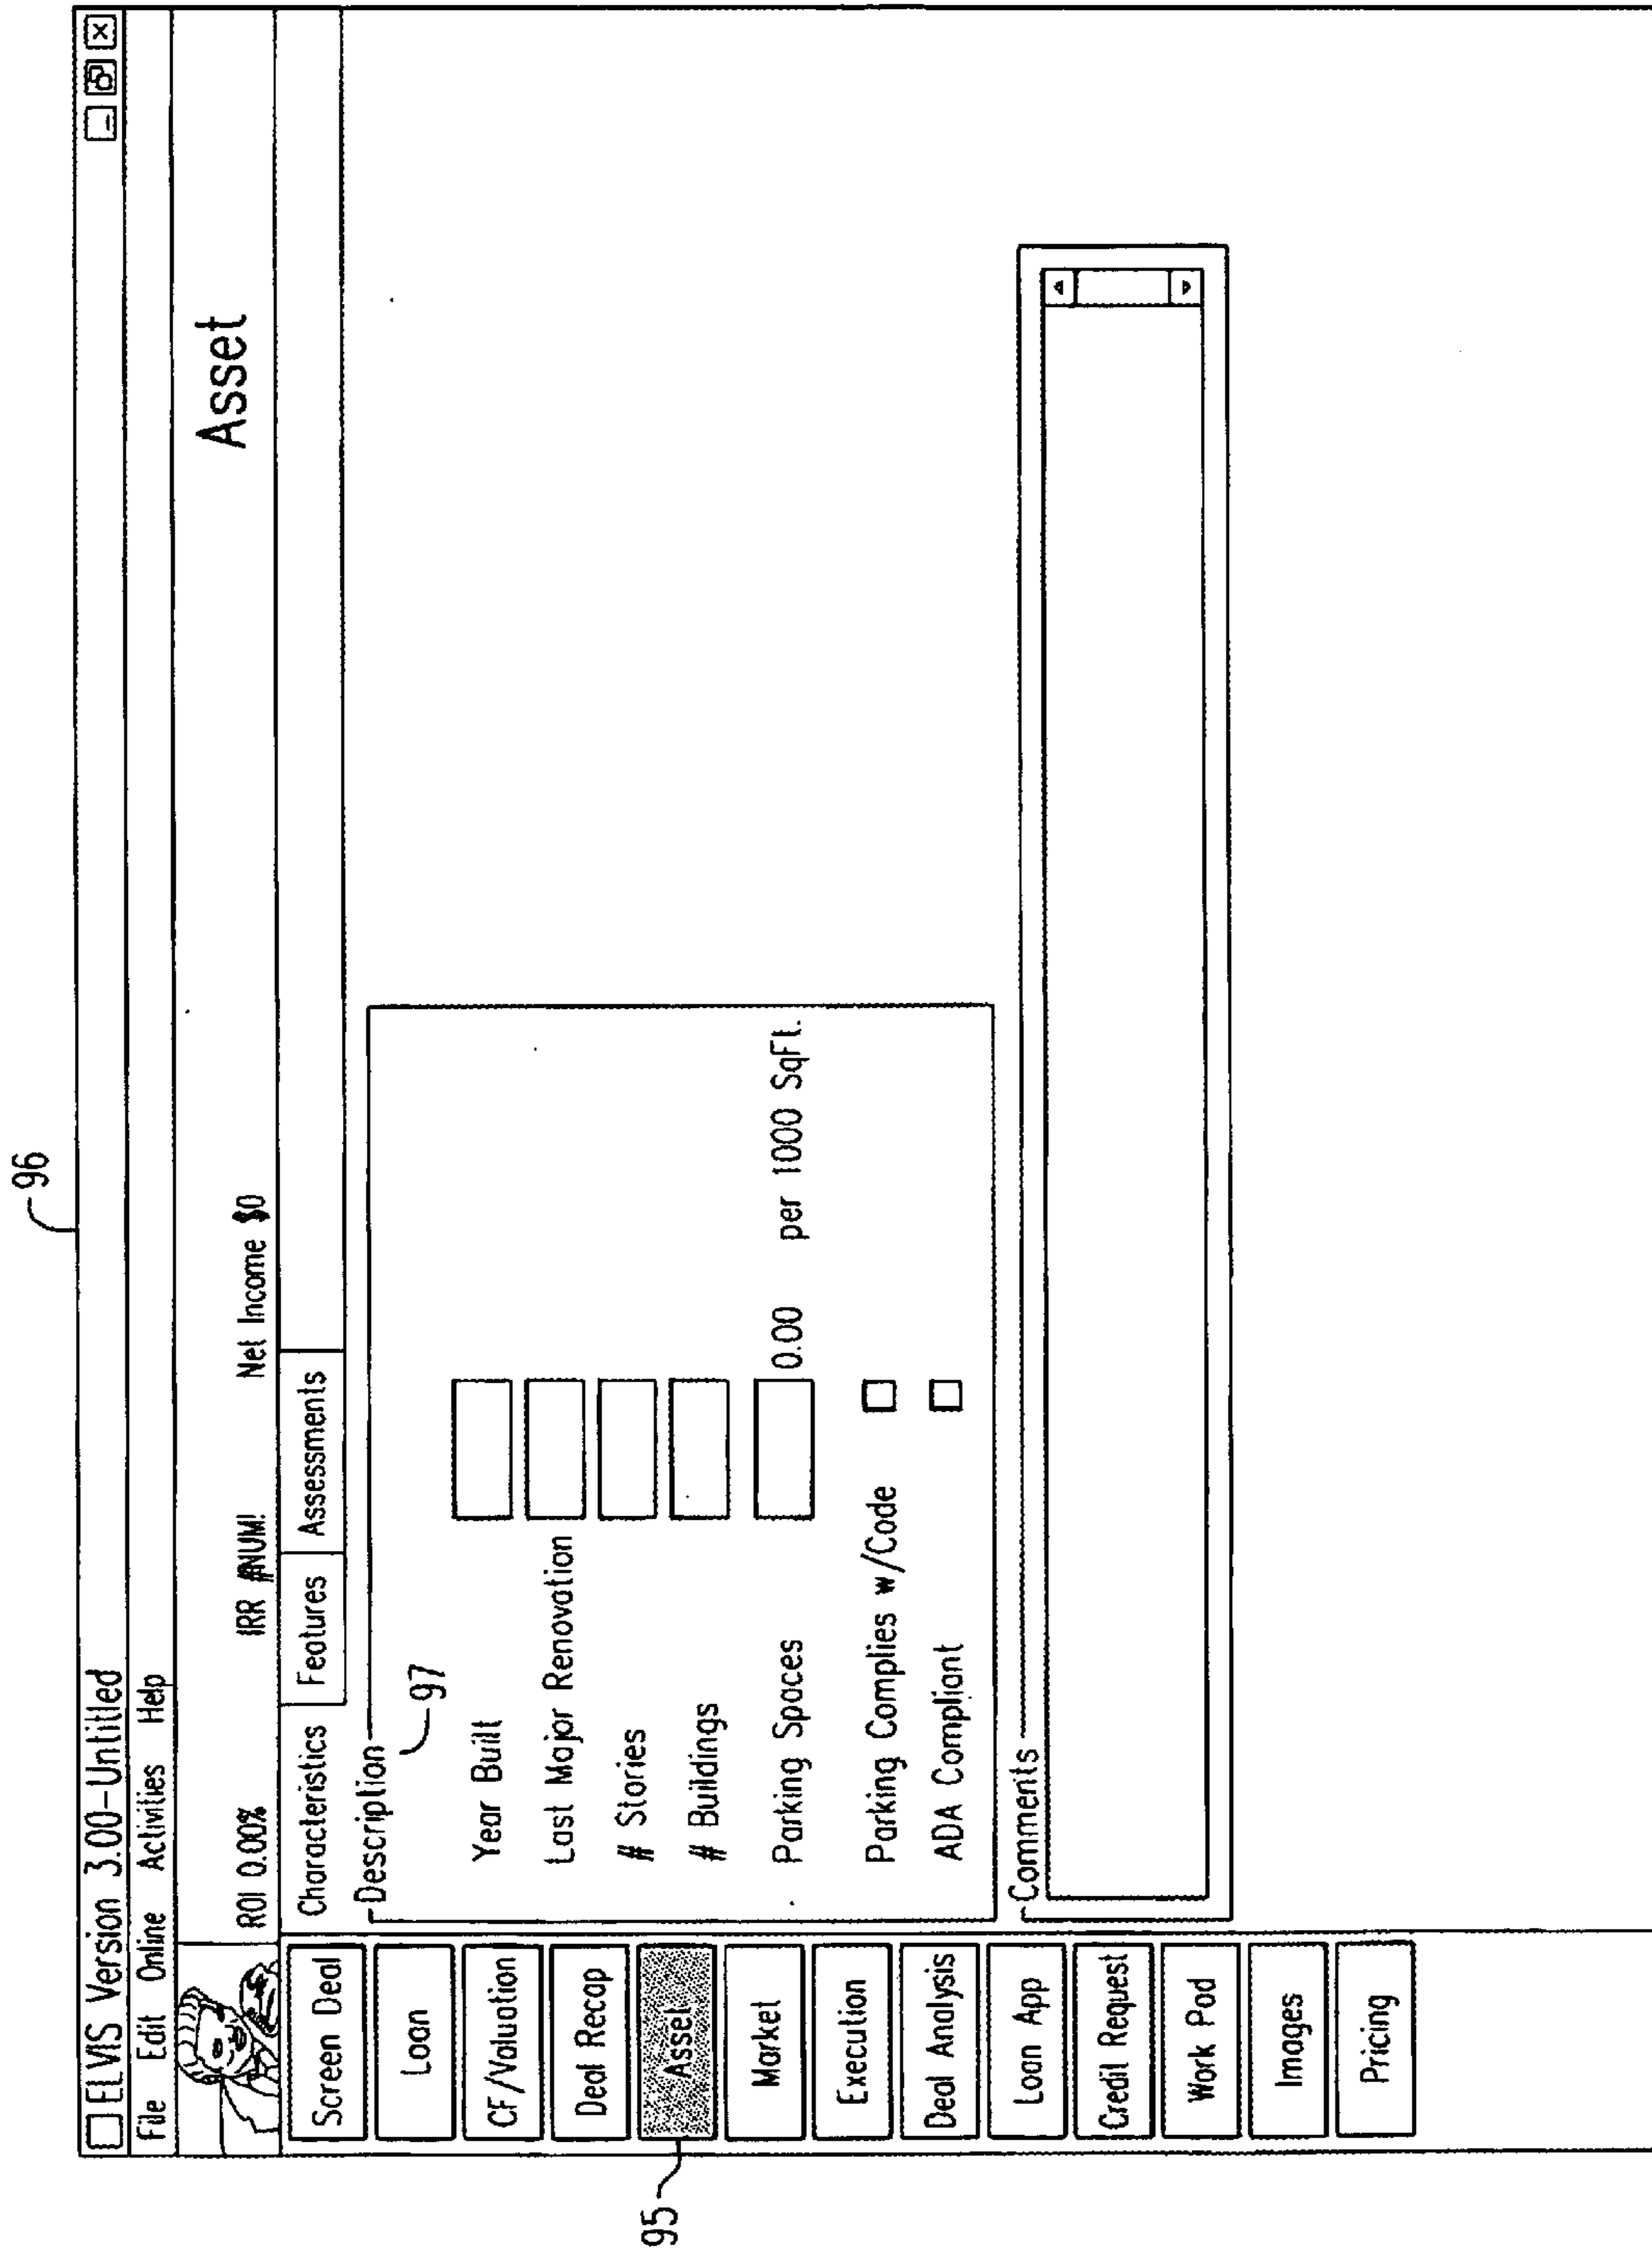 96
ELVIS Version 3.00-Untitled
File Edit Online Activities Help
ROI 0.00% IRR #NUM! Net Income $0 Asset
Characteristics Features Assessments
Screen Deal
Loan
CF/Valuation
Deal Recap
95
Asset
Market
Execution
Deal Analysis
Loan App
Credit Request
Work Pad
Images
Pricing
Description
97
Year Built
Last Major Renovation
# Stories
# Buildings
Parking Spaces 0.00 per 1000 SqFt.
Parking Complies w/Code
ADA Compliant
Comments